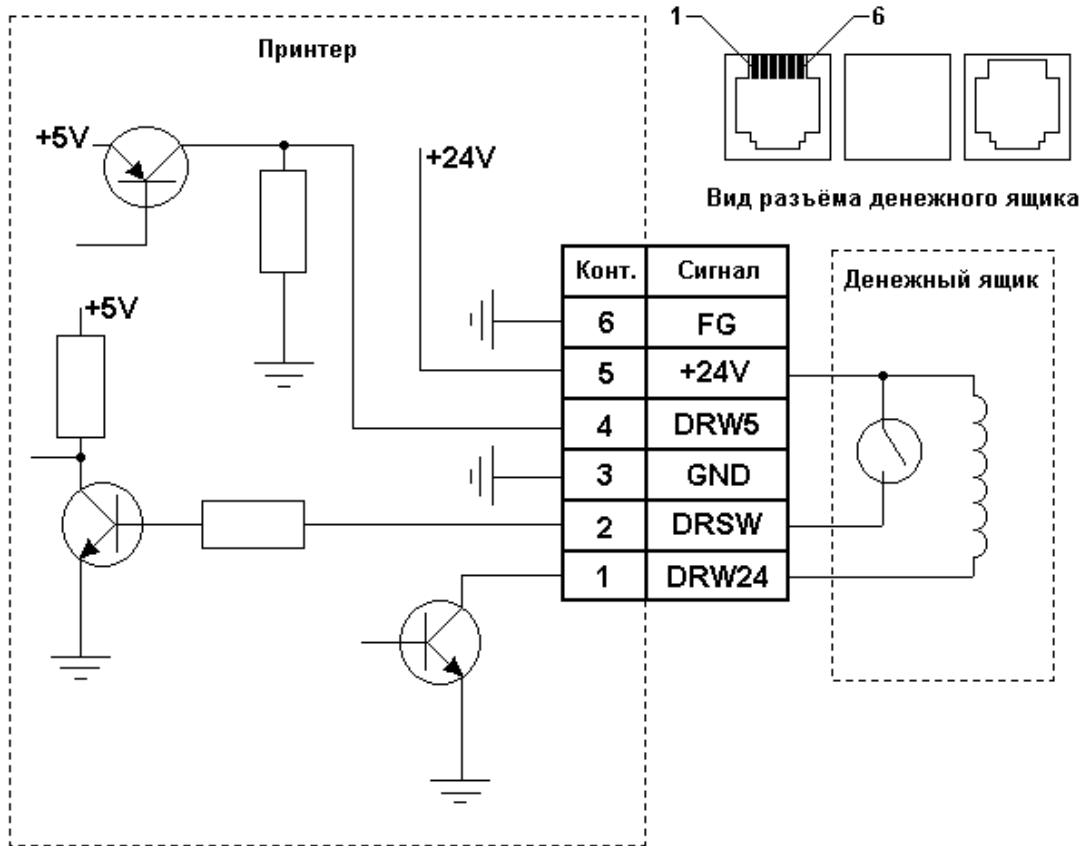 Принтер
1
6
+5V
+24V
Вид разъёма денежного ящика
Конт. Сигнал
Денежный ящик
6 FG
+5V
5 +24V
4 DRW5
3 GND
2 DRSW
1 DRW24